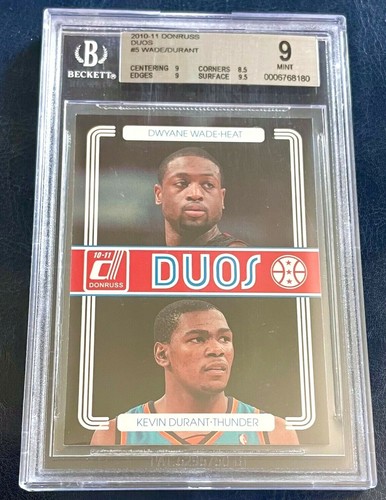 2010-11 DONRUSS
DUOS
#5 WADE/DURANT
CENTERING 9 CORNERS 8.5
EDGES 9 SURFACE 9.5
9
MINT
0006768180
B
BECKETT
DWYANE WADE-HEAT
10-11
d
DONRUSS
DUOS
KEVIN DURANT-THUNDER